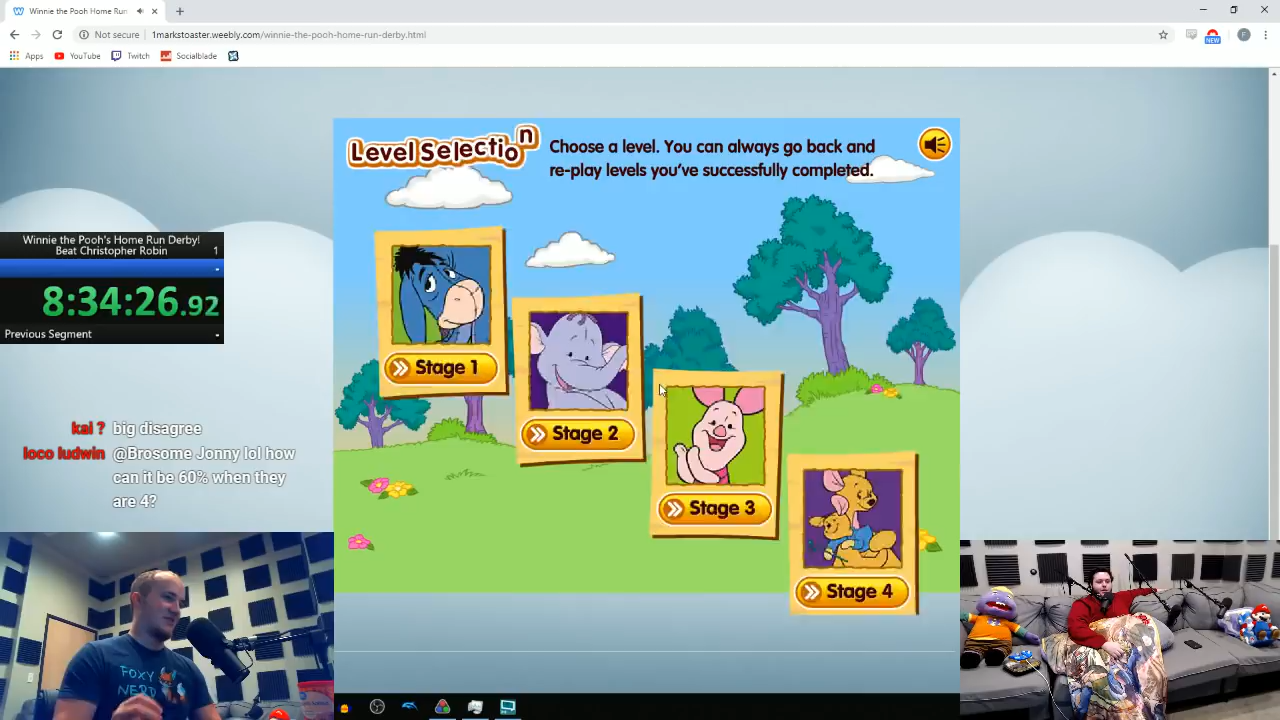 Winnie the Pooh Home Run
Not secure
1markstoaster.weebly.com/winnie-the-pooh-home-run-derby.html
NEW
F
Apps
YouTube
Twitch
Socialblade
Level Selection
Choose a level. You can always go back and
re-play levels you've successfully completed.
Winnie the Pooh's Home Run Derby!
Beat Christopher Robin 1
-
8:34:26.92
Previous Segment -
Stage 1
Stage 2
Stage 3
Stage 4
kal ? big disagree
loco ludwin @Brosome Jonny lol how
can it be 60% when they
are 4?
FOXY
NERD